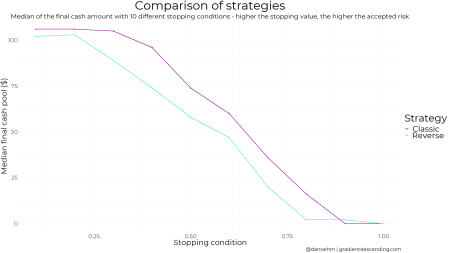 Comparison of strategies
Median of the final cash amount with 10 different stopping conditions - higher the stopping value, the higher the accepted risk
Median final cash pool ($)
100
75
50
25
0
0.25
0.50
0.75
1.00
Stopping condition
Strategy
Classic
Reverse
@danoehm | gradientdescending.com